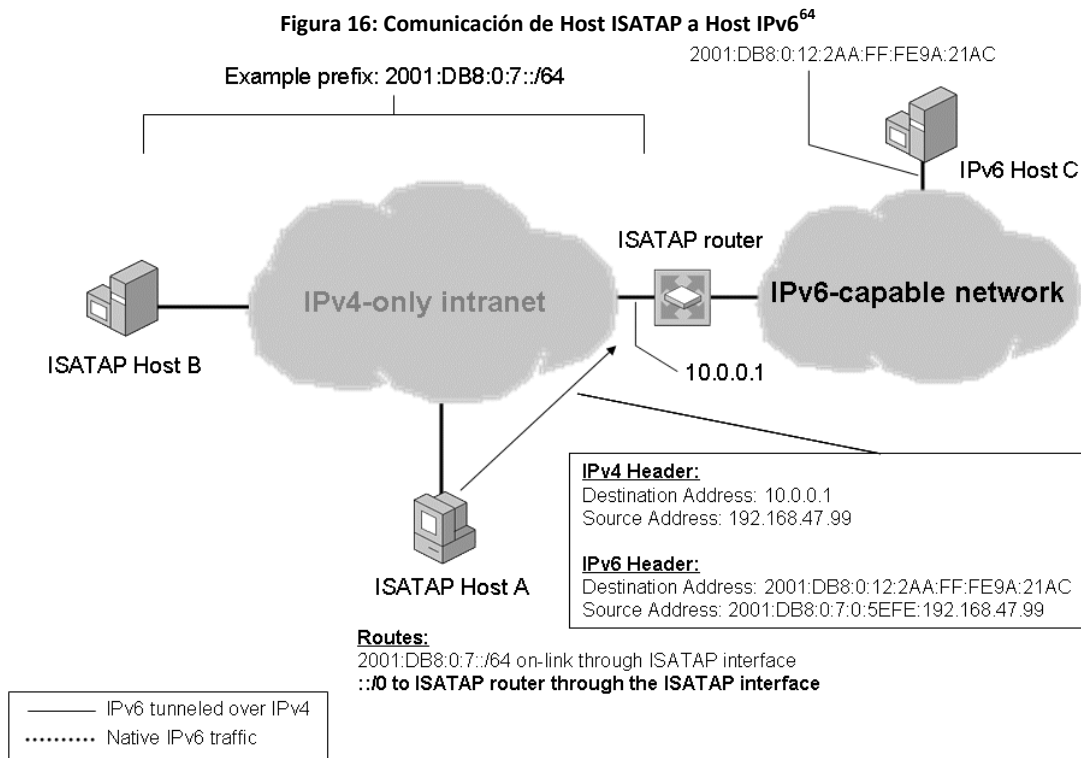 Figura 16: Comunicación de Host ISATAP a Host IPv6⁶⁴
2001:DB8:0:12:2AA:FF:FE9A:21AC
Example prefix: 2001:DB8:0:7::/64
IPv6 Host C
ISATAP router
IPv4-only intranet
IPv6-capable network
ISATAP Host B
10.0.0.1
IPv4 Header:
Destination Address: 10.0.0.1
Source Address: 192.168.47.99
IPv6 Header:
Destination Address: 2001:DB8:0:12:2AA:FF:FE9A:21AC
Source Address: 2001:DB8:0:7:0:5EFE:192.168.47.99
ISATAP Host A
Routes:
2001:DB8:0:7::/64 on-link through ISATAP interface
::/0 to ISATAP router through the ISATAP interface
IPv6 tunneled over IPv4
Native IPv6 traffic